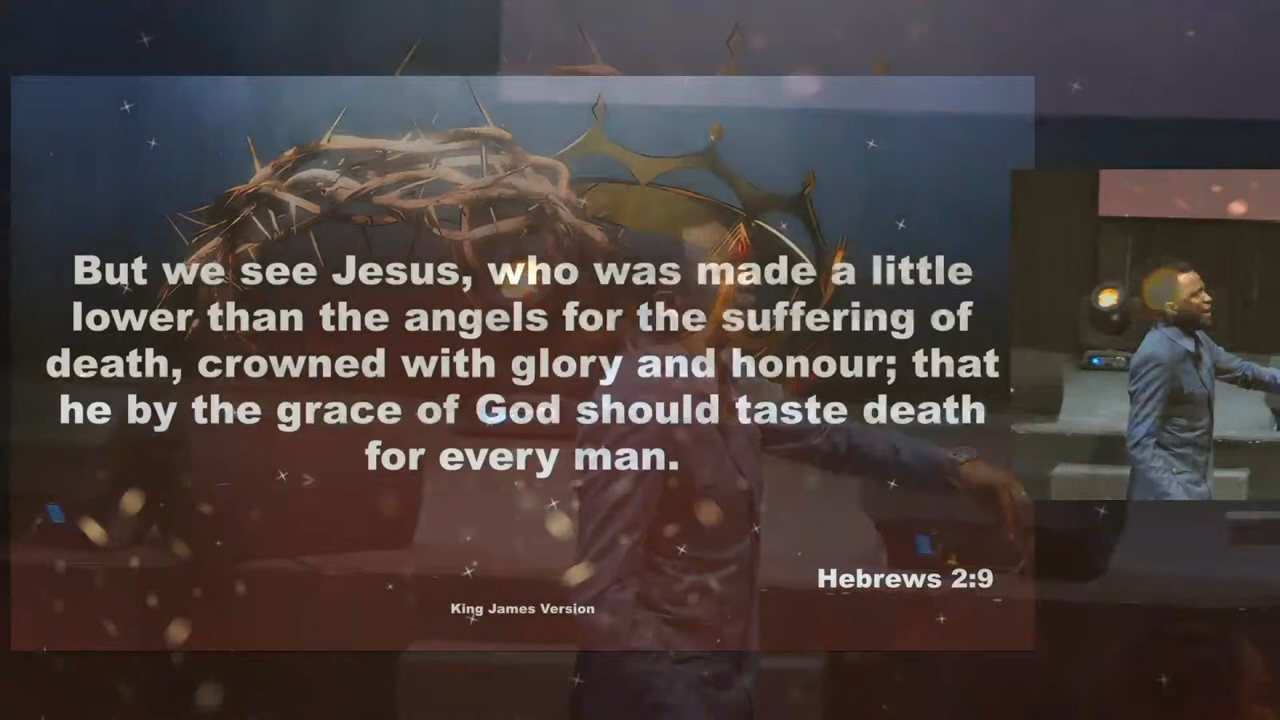 But we see Jesus, who was made a little
lower than the angels for the suffering of
death, crowned with glory and honour; that
he by the grace of God should taste death
for every man.
Hebrews 2:9
King James Version